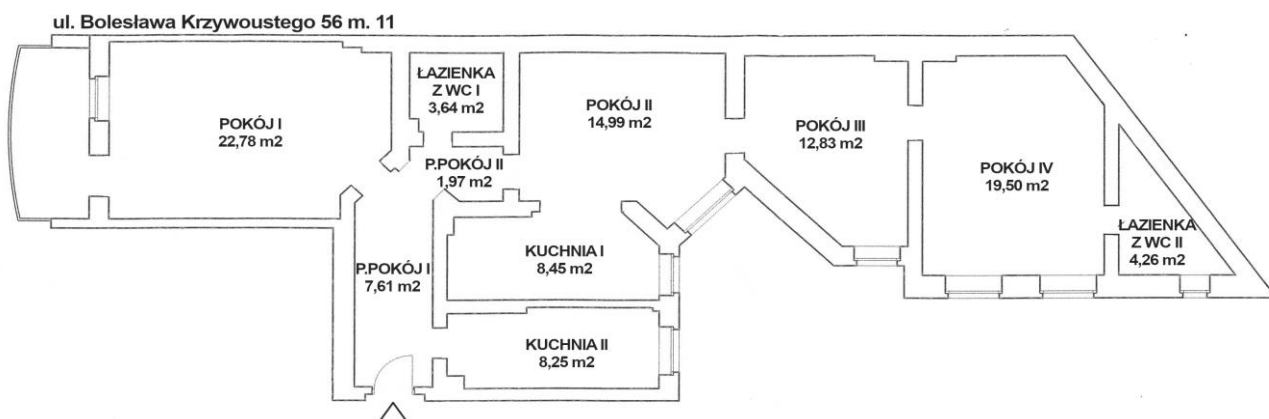 ul. Bolesława Krzywoustego 56 m. 11
POKÓJ I
22,78 m2
ŁAZIENKA
Z WC I
3,64 m2
POKÓJ II
14,99 m2
POKÓJ III
12,83 m2
P.POKÓJ II
1,97 m2
POKÓJ IV
19,50 m2
ŁAZIENKA
Z WC II
4,26 m2
P.POKÓJ I
7,61 m2
KUCHNIA I
8,45 m2
KUCHNIA II
8,25 m2